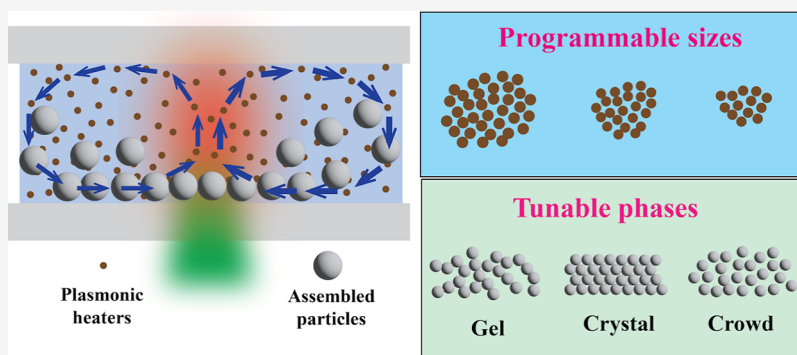 Plasmonic
heaters
Assembled
particles
Programmable sizes
Tunable phases
Gel
Crystal
Crowd